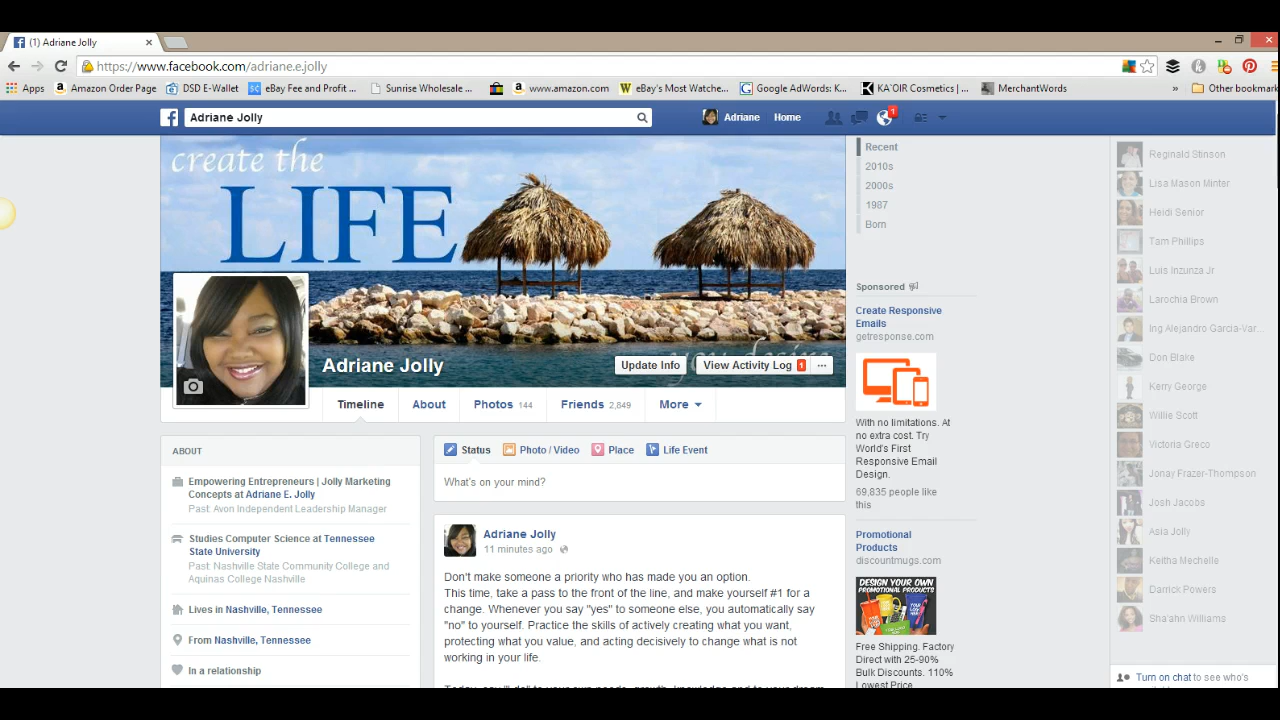 (1) Adriane Jolly
https://www.facebook.com/adriane.e.jolly
Apps
Amazon Order Page
DSD E-Wallet
eBay Fee and Profit ...
Sunrise Wholesale ...
www.amazon.com
eBay's Most Watche...
Google AdWords: K...
KA'OIR Cosmetics | ...
MerchantWords
»
Other bookmark
Adriane Jolly
Adriane
Home
1
create the
LIFE
you desire
Adriane Jolly
Update Info
View Activity Log 1
...
Timeline
About
Photos 144
Friends 2,849
More
ABOUT
Empowering Entrepreneurs | Jolly Marketing
Concepts at Adriane E. Jolly
Past: Avon Independent Leadership Manager
Studies Computer Science at Tennessee
State University
Past: Nashville State Community College and
Aquinas College Nashville
Lives in Nashville, Tennessee
From Nashville, Tennessee
In a relationship
Status
Photo / Video
Place
Life Event
What's on your mind?
Adriane Jolly
11 minutes ago
Don't make someone a priority who has made you an option.
This time, take a pass to the front of the line, and make yourself #1 for a
change. Whenever you say "yes" to someone else, you automatically say
"no" to yourself. Practice the skills of actively creating what you want,
protecting what you value, and acting decisively to change what is not
working in your life.
Recent
2010s
2000s
1987
Born
Sponsored
Create Responsive
Emails
getresponse.com
With no limitations. At
no extra cost. Try
World's First
Responsive Email
Design.
69,835 people like
this
Promotional
Products
discountmugs.com
DESIGN YOUR OWN
PROMOTIONAL PRODUCTS
Free Shipping. Factory
Direct with 25-90%
Bulk Discounts. 110%
Lowest Price
Reginald Stinson
Lisa Mason Minter
Heidi Senior
Tam Phillips
Luis Inzunza Jr
Larochia Brown
Ing Alejandro Garcia-Var...
Don Blake
Kerry George
Willie Scott
Victoria Greco
Jonay Frazer-Thompson
Josh Jacobs
Asia Jolly
Keitha Mechelle
Darrick Powers
Sha'ahn Williams
Turn on chat to see who's